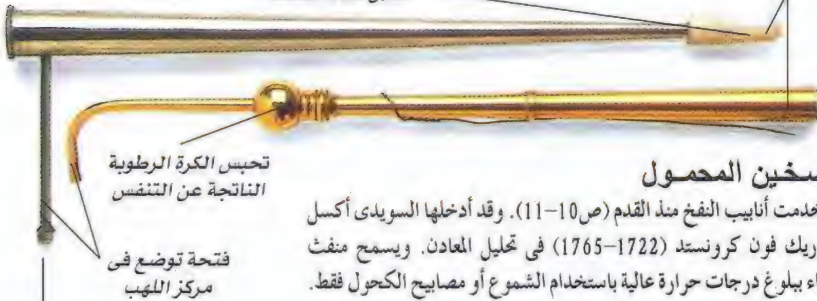 تحبس الكرة الرطوبة
الناتجة عن التنفس
فتحة توضع فى
مركز اللهب
سخين المحمـول
خدمت أنابيب النفخ منذ القدم (ص10–11). وقد أدخلها السويدى أكسل
ريك فون كرونستد (1722–1765) فى تحليل المعادن. ويسمح منفث
اء ببلوغ درجات حرارة عالية باستخدام الشموع أو مصابيح الكحول فقط.